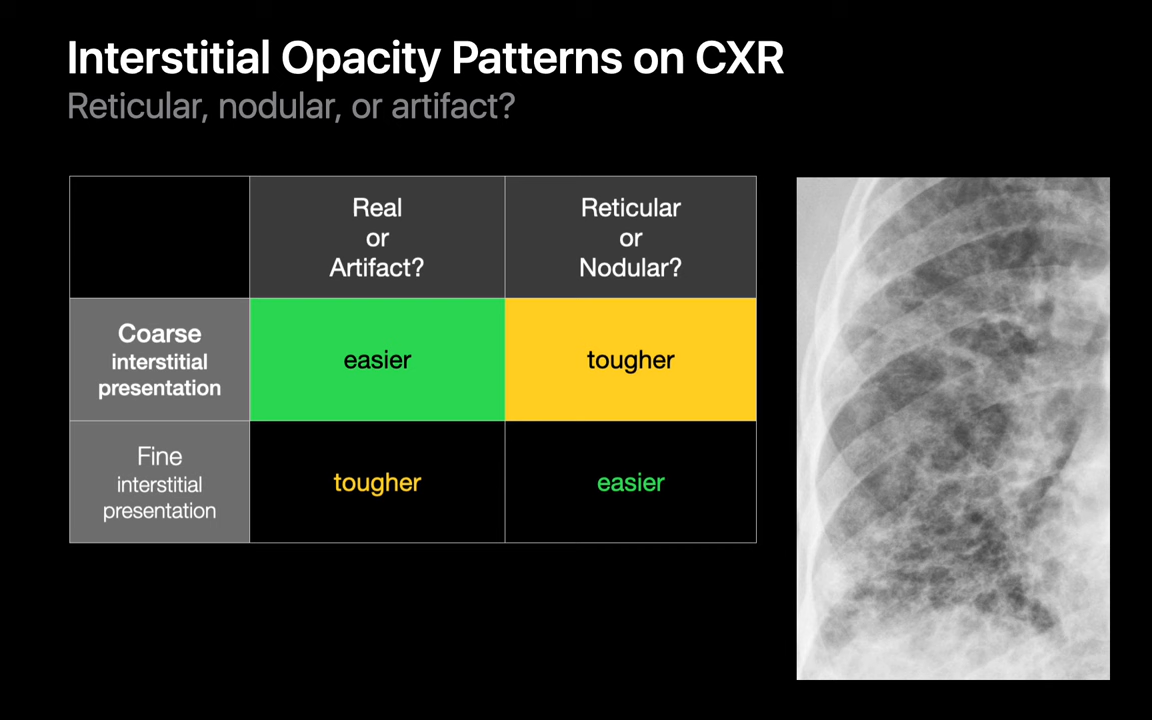 Interstitial Opacity Patterns on CXR
Reticular, nodular, or artifact?
Real
or
Artifact?
Reticular
or
Nodular?
Coarse
interstitial
presentation
easier
tougher
Fine
interstitial
presentation
tougher
easier